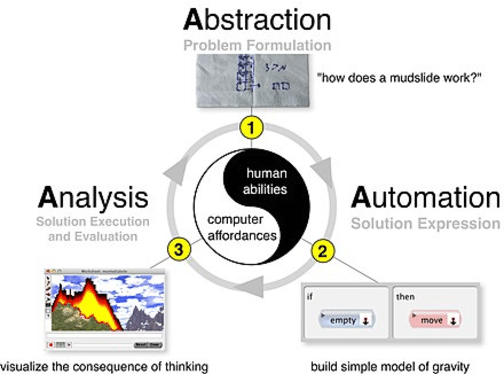 Abstraction
Problem Formulation
"how does a mudslide work?"
1
human
abilities
computer
affordances
Analysis
Solution Execution
and Evaluation
Automation
Solution Expression
3
2
if
then
empty
move
visualize the consequence of thinking
build simple model of gravity